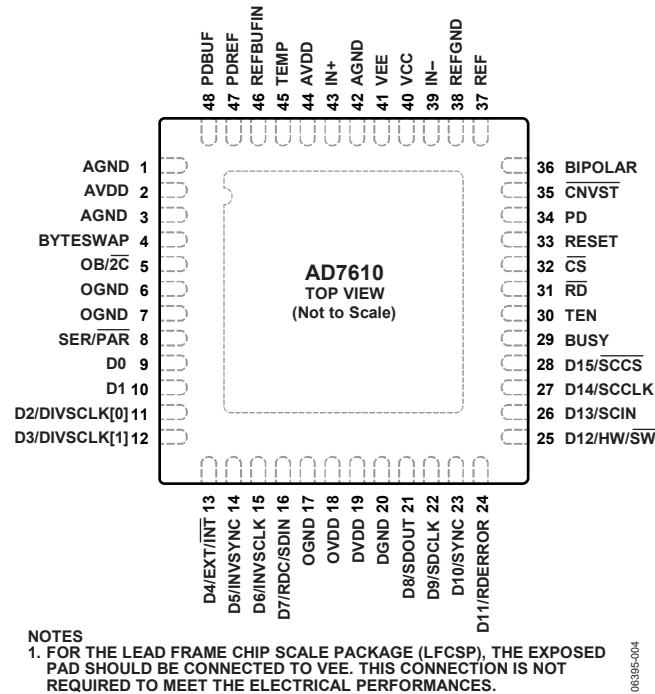 48 PDBUF
47 PDREF
46 REFBUFIN
45 TEMP
44 AVDD
43 IN+
42 AGND
41 VEE
40 VCC
39 IN–
38 REFGND
37 REF
AGND 1
AVDD 2
AGND 3
BYTESWAP 4
OB/2C 5
OGND 6
OGND 7
SER/PAR 8
D0 9
D1 10
D2/DIVSCLK[0] 11
D3/DIVSCLK[1] 12
AD7610
TOP VIEW
(Not to Scale)
36 BIPOLAR
35 CNVST
34 PD
33 RESET
32 CS
31 RD
30 TEN
29 BUSY
28 D15/SCCS
27 D14/SCCLK
26 D13/SCIN
25 D12/HW/SW
D4/EXT/INT 13
D5/INVSYNC 14
D6/INVSCLK 15
D7/RDC/SDIN 16
OGND 17
OVDD 18
DVDD 19
DGND 20
D8/SDOUT 21
D9/SDCLK 22
D10/SYNC 23
D11/RDERROR 24
NOTES
1. FOR THE LEAD FRAME CHIP SCALE PACKAGE (LFCSP), THE EXPOSED
PAD SHOULD BE CONNECTED TO VEE. THIS CONNECTION IS NOT
REQUIRED TO MEET THE ELECTRICAL PERFORMANCES.
06395-004